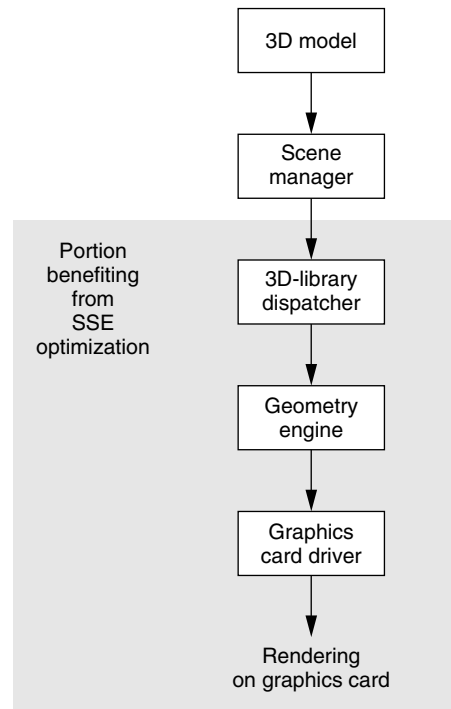 3D model
Scene
manager
Portion
benefiting
from
SSE
optimization
3D-library
dispatcher
Geometry
engine
Graphics
card driver
Rendering
on graphics card